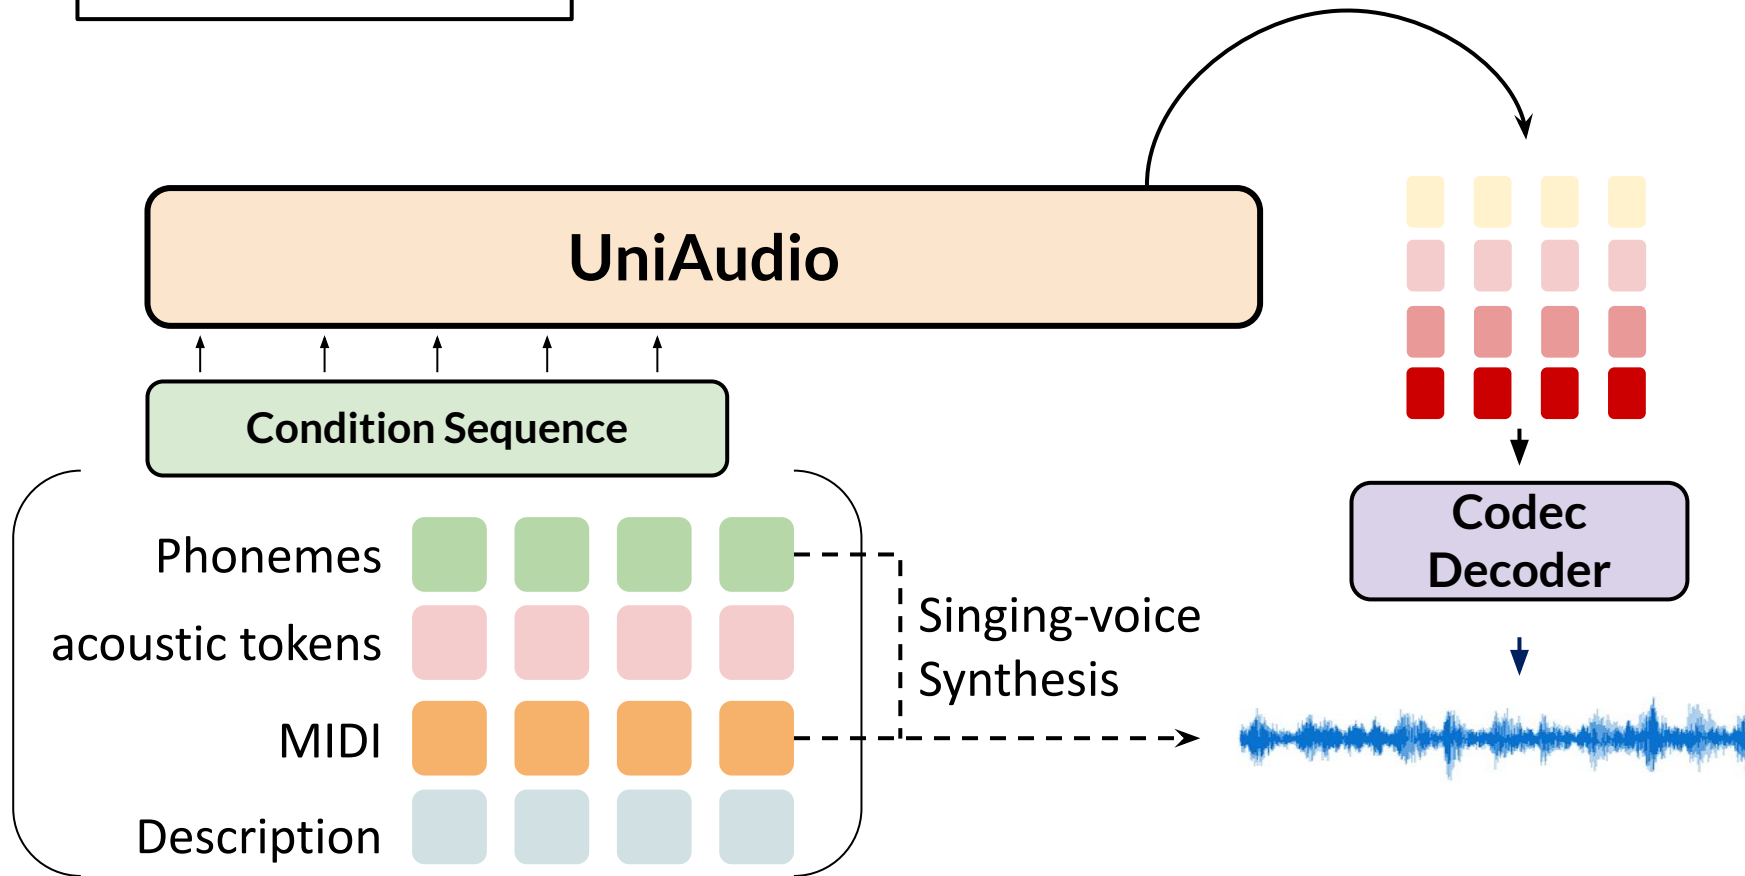 UniAudio
Condition Sequence
Phonemes
acoustic tokens
MIDI
Description
Singing-voice
Synthesis
Codec
Decoder